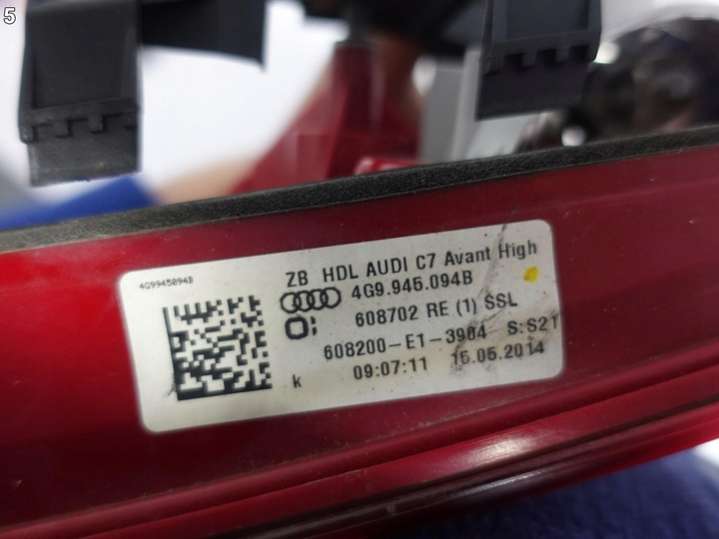 5
4G9945094B
ZB HDL AUDI C7 Avant High
4G9.945.094B
608702 RE (1) SSL
608200-E1-3904 S:S21
k 09:07:11 15.05.2014